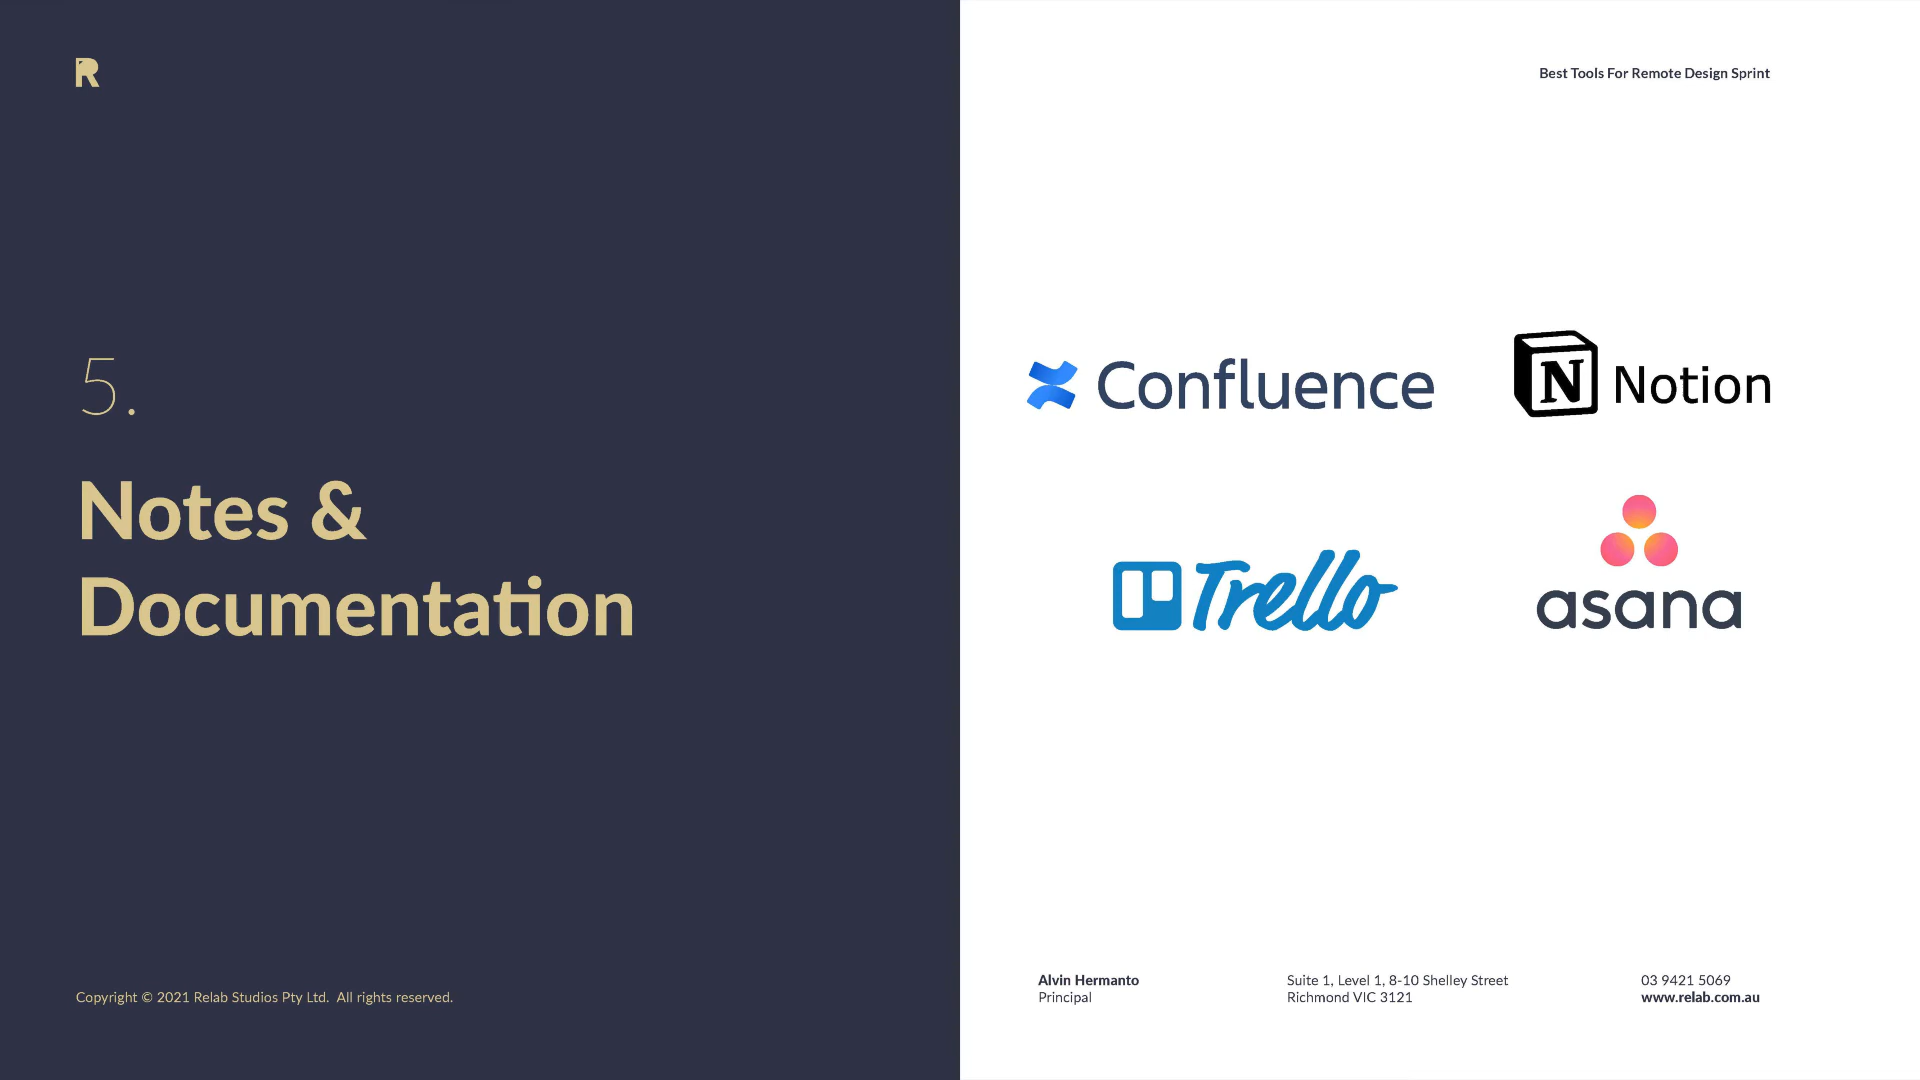 R
Best Tools For Remote Design Sprint
5.
Notes &
Documentation
Confluence
N Notion
Trello
asana
Copyright © 2021 Relab Studios Pty Ltd. All rights reserved.
Alvin Hermanto
Principal
Suite 1, Level 1, 8-10 Shelley Street
Richmond VIC 3121
03 9421 5069
www.relab.com.au